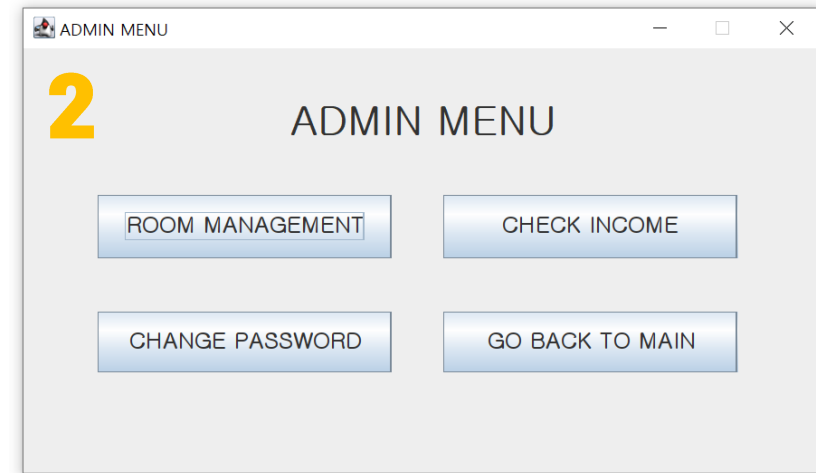 ADMIN MENU
2
ADMIN MENU
ROOM MANAGEMENT
CHECK INCOME
CHANGE PASSWORD
GO BACK TO MAIN